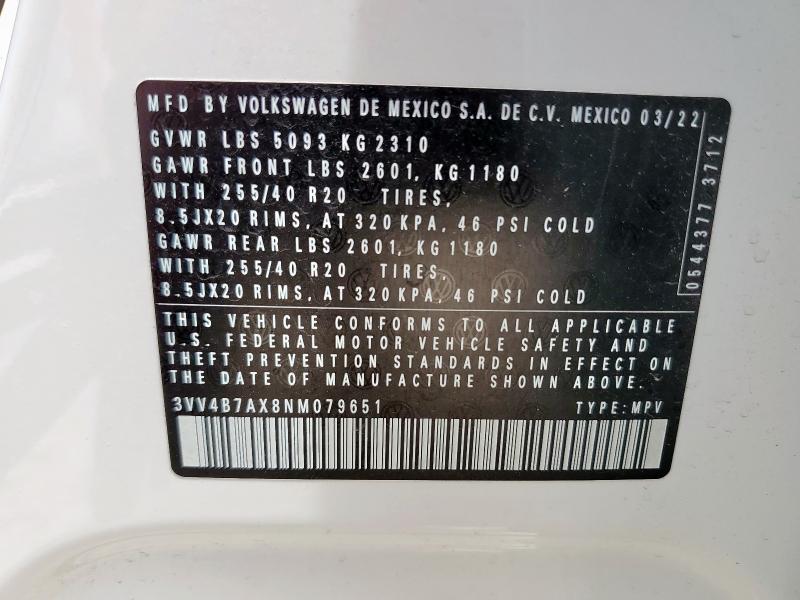 MFD BY VOLKSWAGEN DE MEXICO S.A. DE C.V. MEXICO 03/22
GVWR LBS 5093 KG 2310
GAWR FRONT LBS 2601, KG 1180
WITH 255/40 R20 TIRES,
8.5JX20 RIMS, AT 320 KPA, 46 PSI COLD
GAWR REAR LBS 2601, KG 1180
WITH 255/40 R20 TIRES,
8.5JX20 RIMS, AT 320 KPA, 46 PSI COLD
0544377 3712
THIS VEHICLE CONFORMS TO ALL APPLICABLE
U.S. FEDERAL MOTOR VEHICLE SAFETY AND
THEFT PREVENTION STANDARDS IN EFFECT ON
THE DATE OF MANUFACTURE SHOWN ABOVE.
3VV4B7AX8NM079651 TYPE: MPV